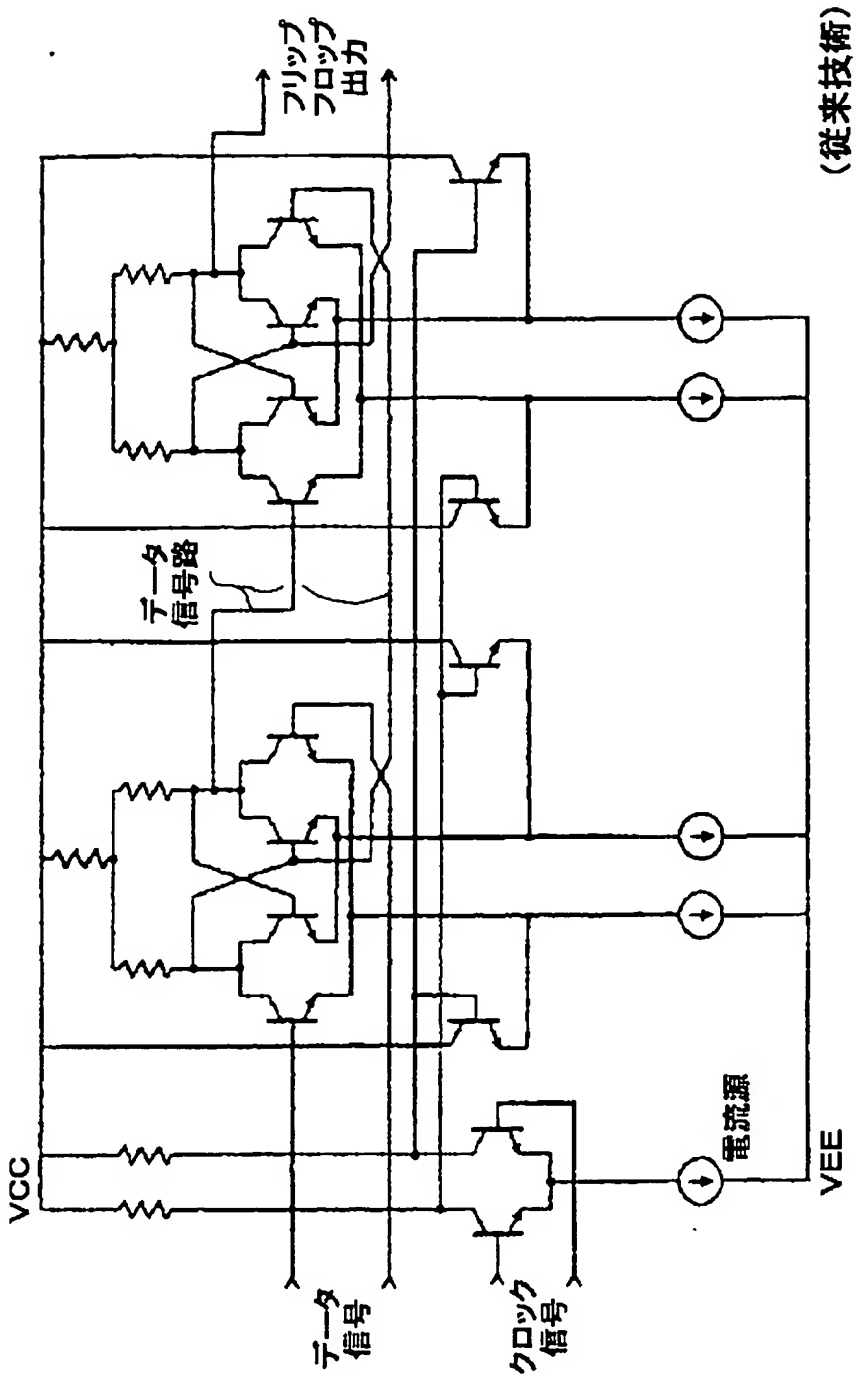 VCC
データ
信号路
フリップ
フロップ
出力
データ
信号
クロック
信号
電流源
VEE
(従来技術)